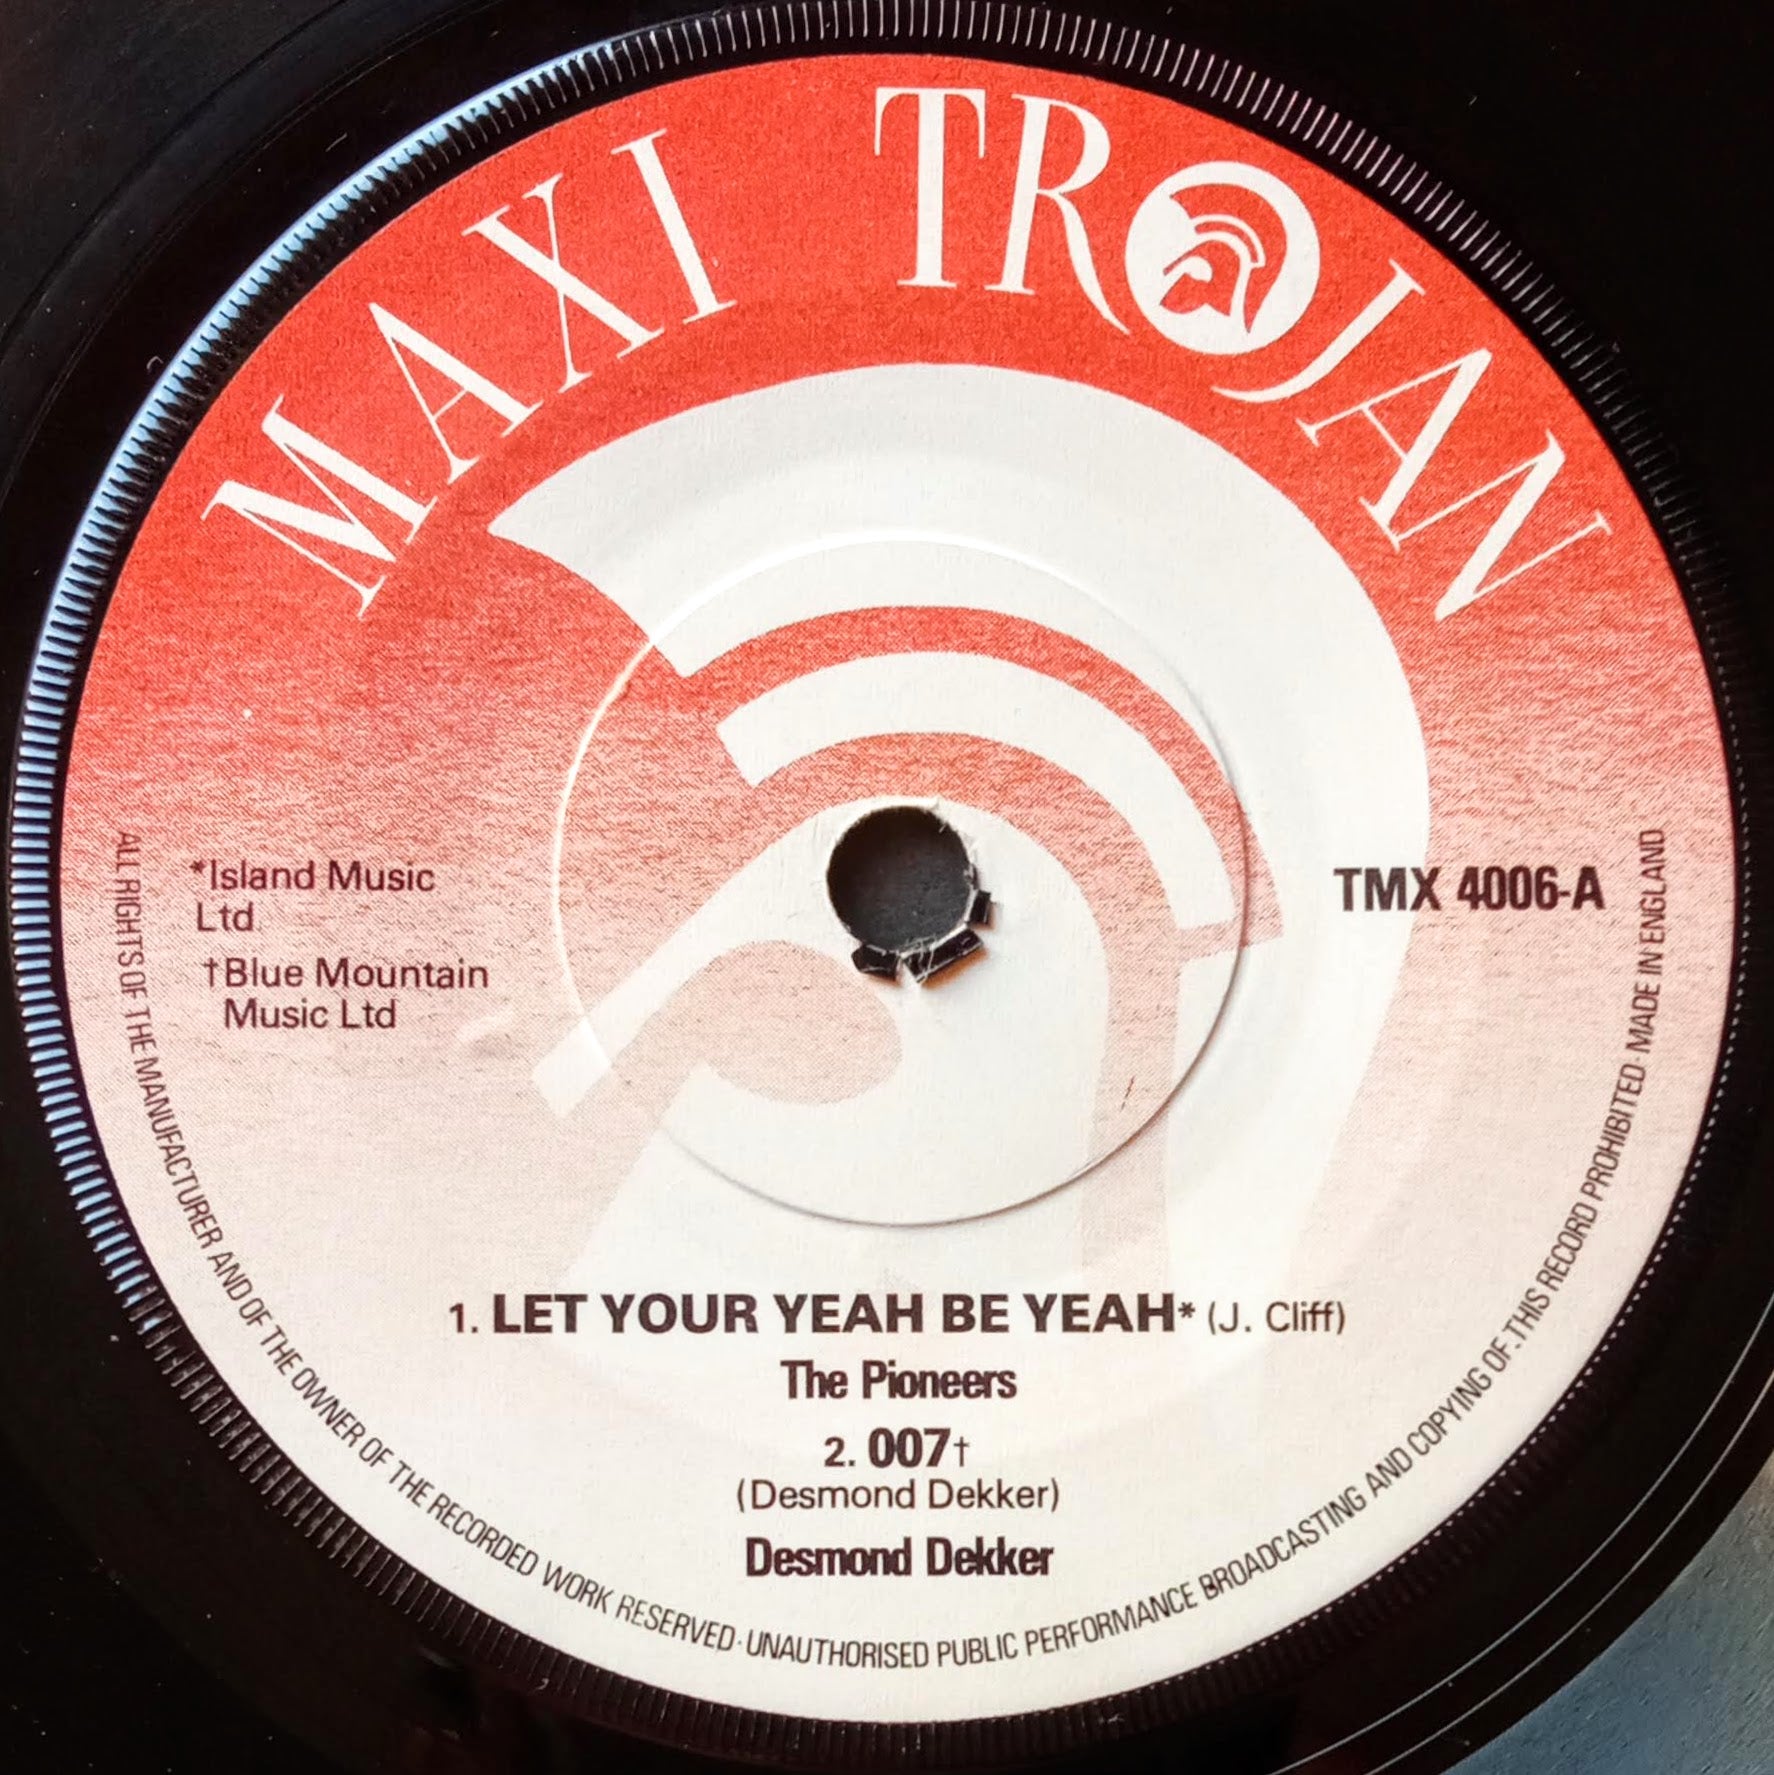 MAXI TROJAN
*Island Music
Ltd
†Blue Mountain
Music Ltd
TMX 4006-A
1. LET YOUR YEAH BE YEAH* (J. Cliff)
The Pioneers
2. 007†
(Desmond Dekker)
Desmond Dekker
ALL RIGHTS OF THE MANUFACTURER AND OF THE OWNER OF THE RECORDED WORK RESERVED · UNAUTHORISED PUBLIC PERFORMANCE BROADCASTING AND COPYING OF THIS RECORD PROHIBITED · MADE IN ENGLAND